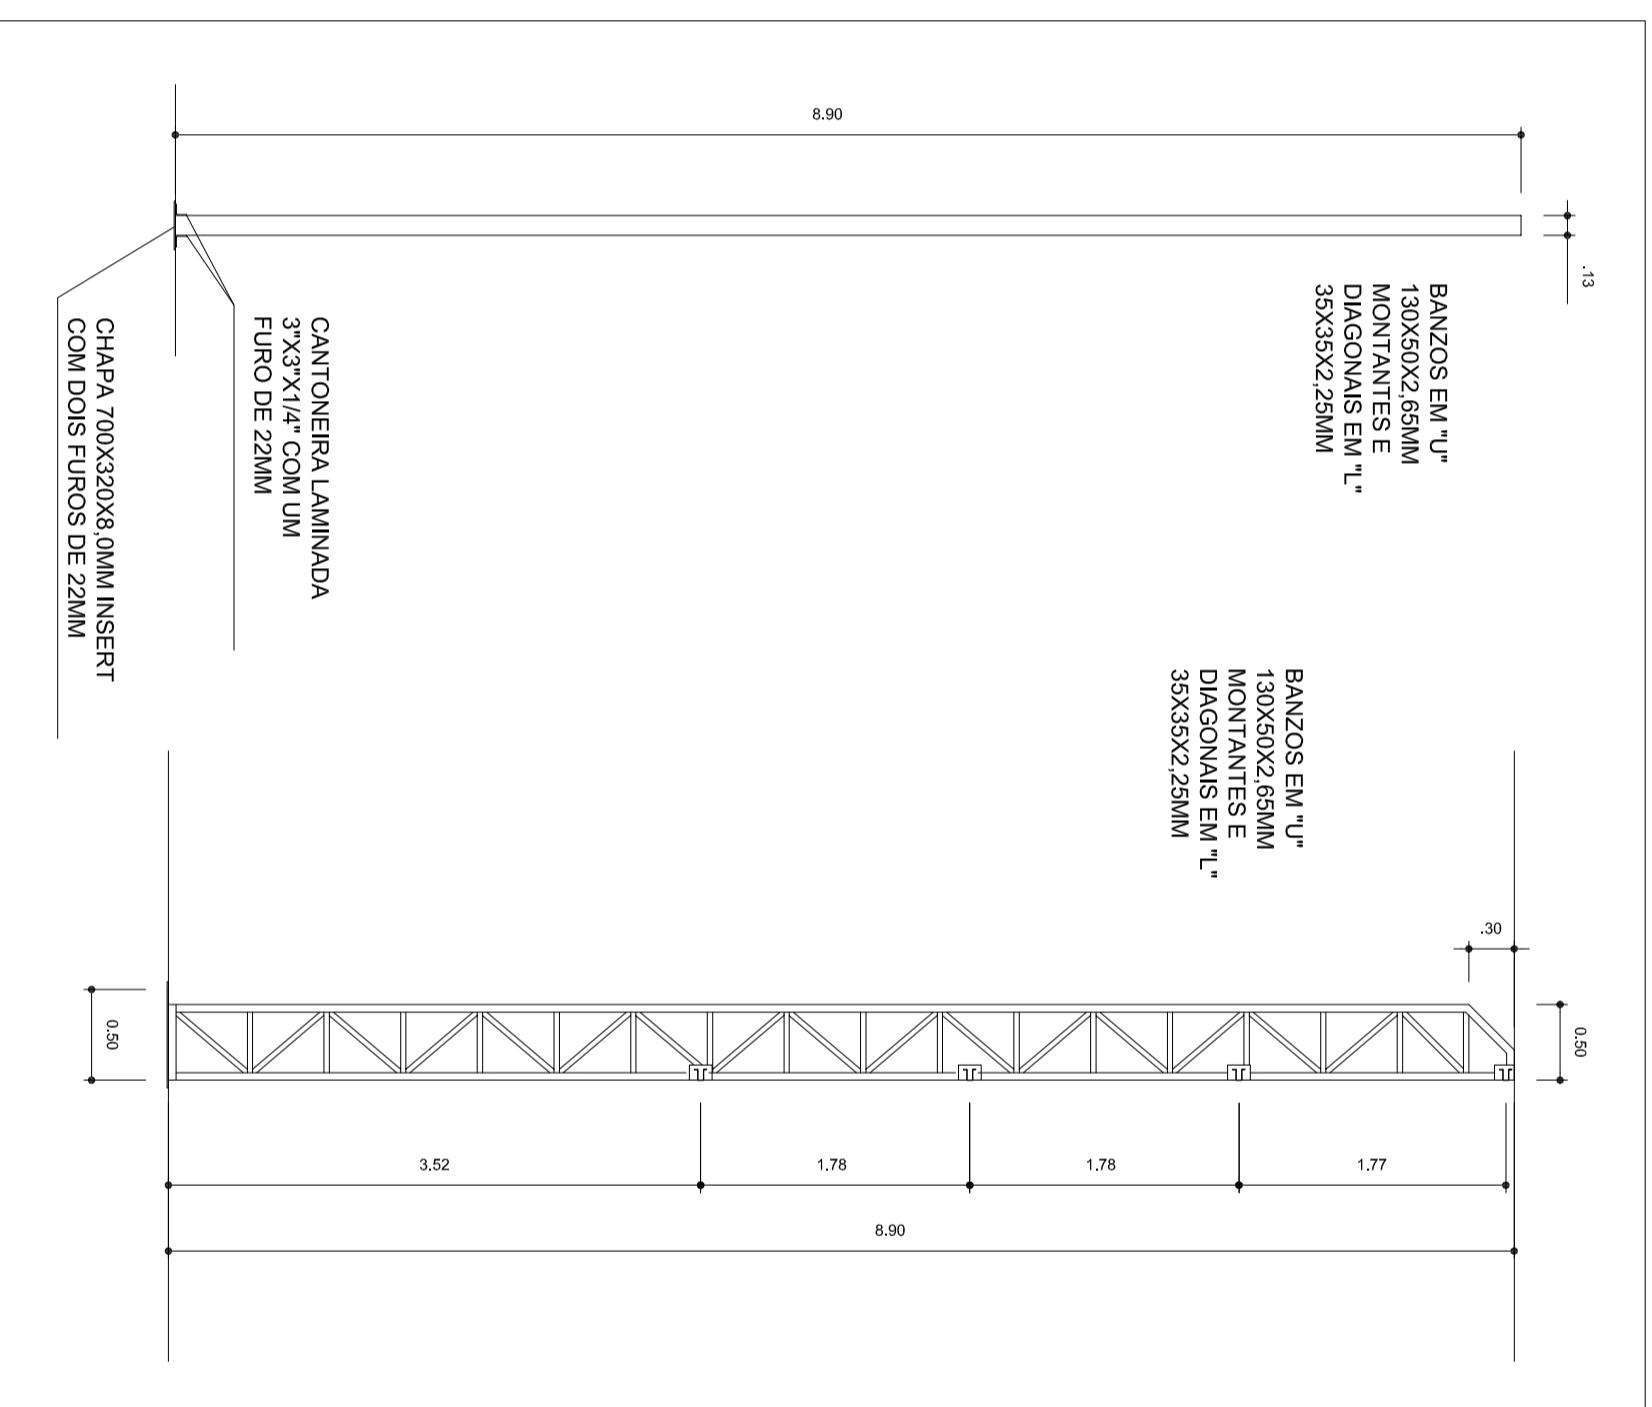 8.90
.13
BANZOS EM "U"
130X50X2,65MM
MONTANTES E
DIAGONAIS EM "L"
35X35X2,25MM
CANTONEIRA LAMINADA
3"X3"X1/4" COM UM
FURO DE 22MM
CHAPA 700X320X8,0MM INSERT
COM DOIS FUROS DE 22MM
BANZOS EM "U"
130X50X2,65MM
MONTANTES E
DIAGONAIS EM "L"
35X35X2,25MM
.30
0.50
0.50
3.52
1.78
1.78
1.77
8.90